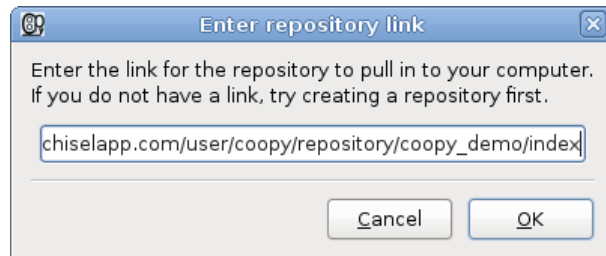 Enter repository link
Enter the link for the repository to pull in to your computer.
If you do not have a link, try creating a repository first.
chiselapp.com/user/coopy/repository/coopy_demo/index
Cancel OK